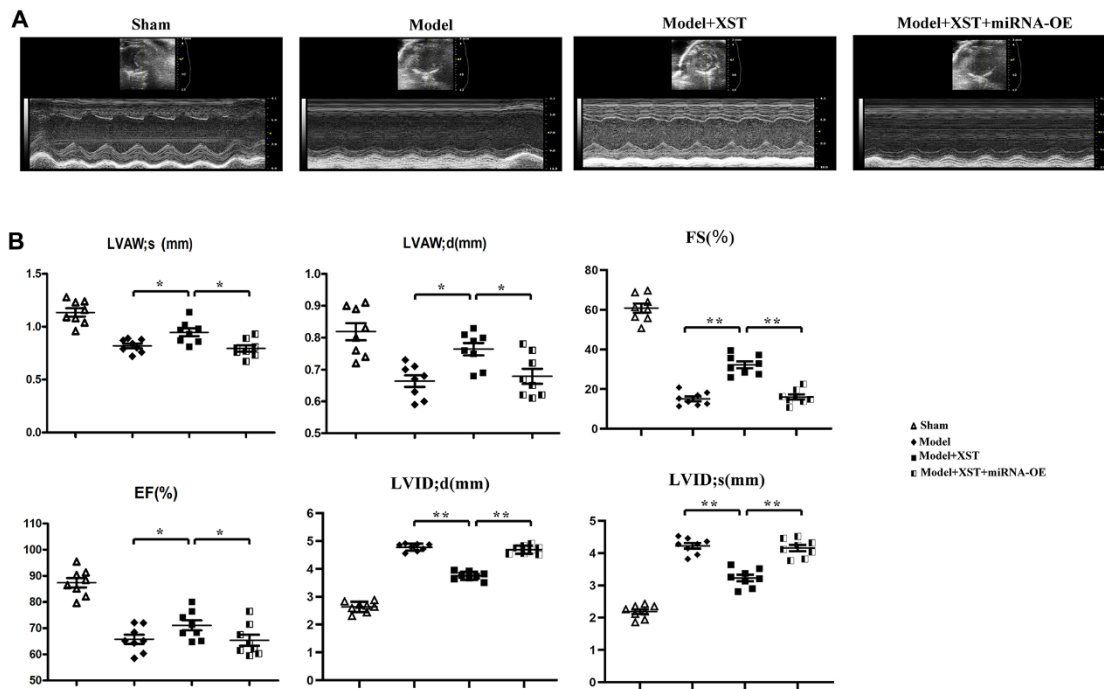 A
Sham
Model
Model+XST
Model+XST+miRNA-OE
B
LVAW;s (mm)
LVAW;d(mm)
FS(%)
1.5
1.0
0.5
0.0
*
*
1.0
0.9
0.8
0.7
0.6
0.5
*
*
80
60
40
20
0
**
**
Sham
Model
Model+XST
Model+XST+miRNA-OE
EF(%)
LVID;d(mm)
LVID;s(mm)
110
100
90
80
70
60
50
*
*
6
5
4
3
2
1
0
**
**
5
4
3
2
1
0
**
**